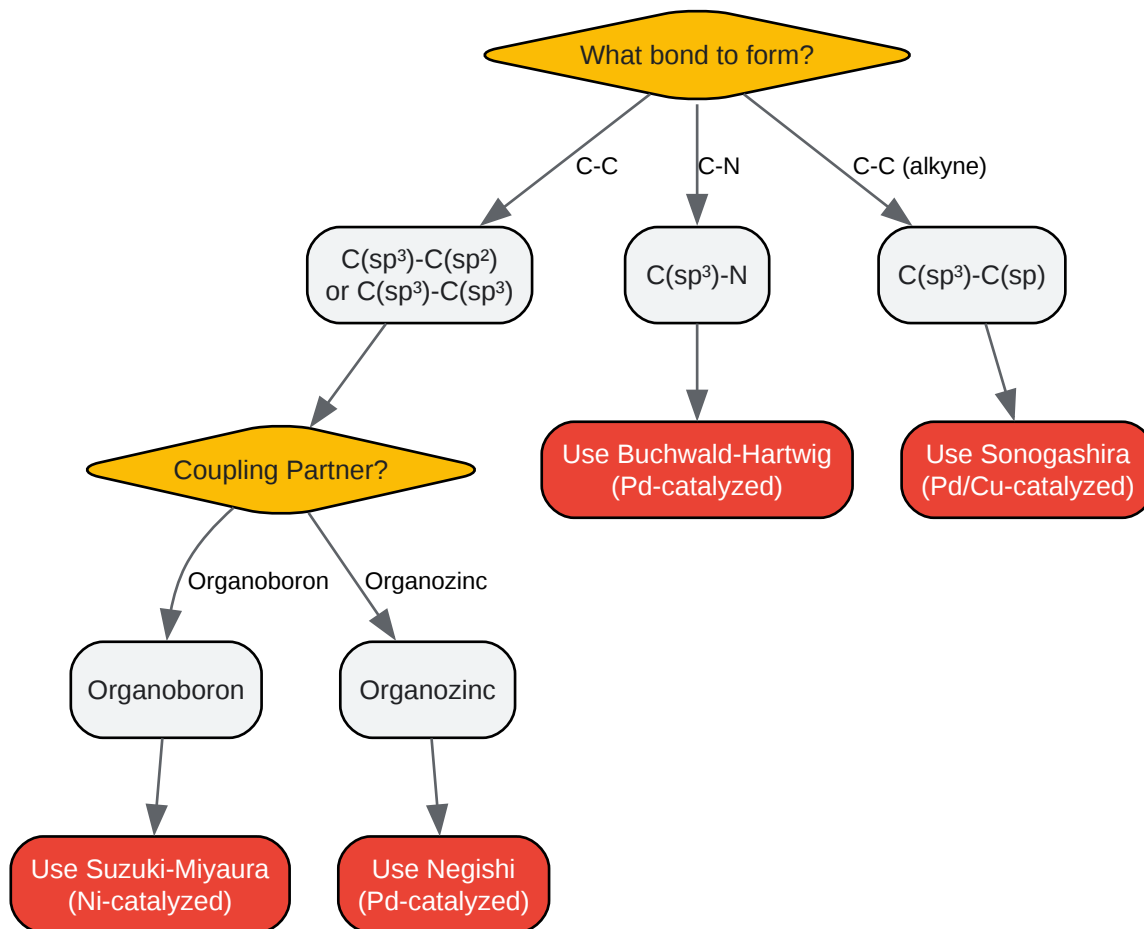 What bond to form?
C-C
C-N
C-C (alkyne)
C(sp³)-C(sp²)
or C(sp³)-C(sp³)
C(sp³)-N
C(sp³)-C(sp)
Coupling Partner?
Use Buchwald-Hartwig
(Pd-catalyzed)
Use Sonogashira
(Pd/Cu-catalyzed)
Organoboron
Organozinc
Organoboron
Organozinc
Use Suzuki-Miyaura
(Ni-catalyzed)
Use Negishi
(Pd-catalyzed)